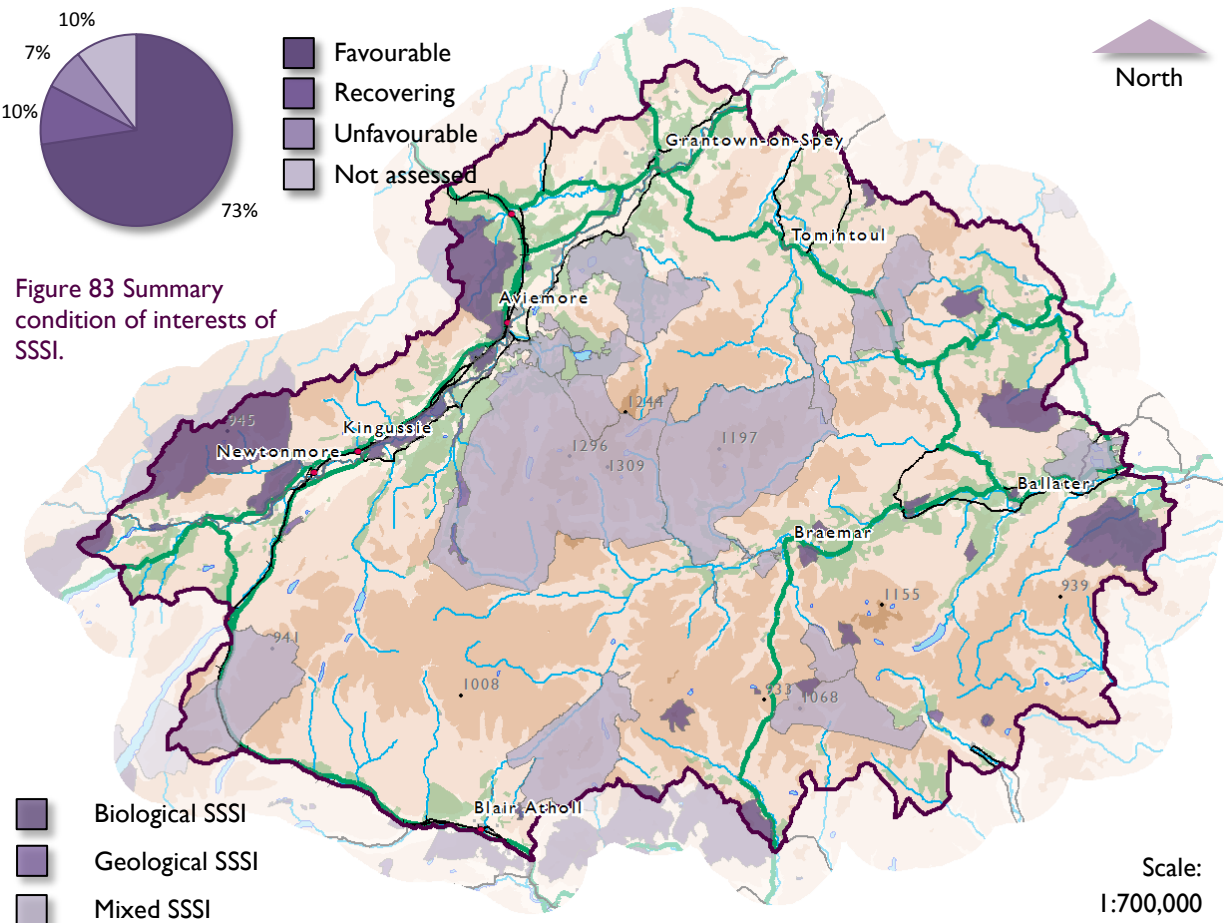 10%
7%
10%
73%
Favourable
Recovering
Unfavourable
Not assessed
North
Figure 83 Summary
condition of interests of
SSSI.
Grantown-on-Spey
Tomintoul
Aviemore
Kingussie
Newtonmore
Ballater
Braemar
Blair Atholl
945
1244
1296
1309
1197
1155
939
941
1008
933
1068
Biological SSSI
Geological SSSI
Mixed SSSI
Scale:
1:700,000